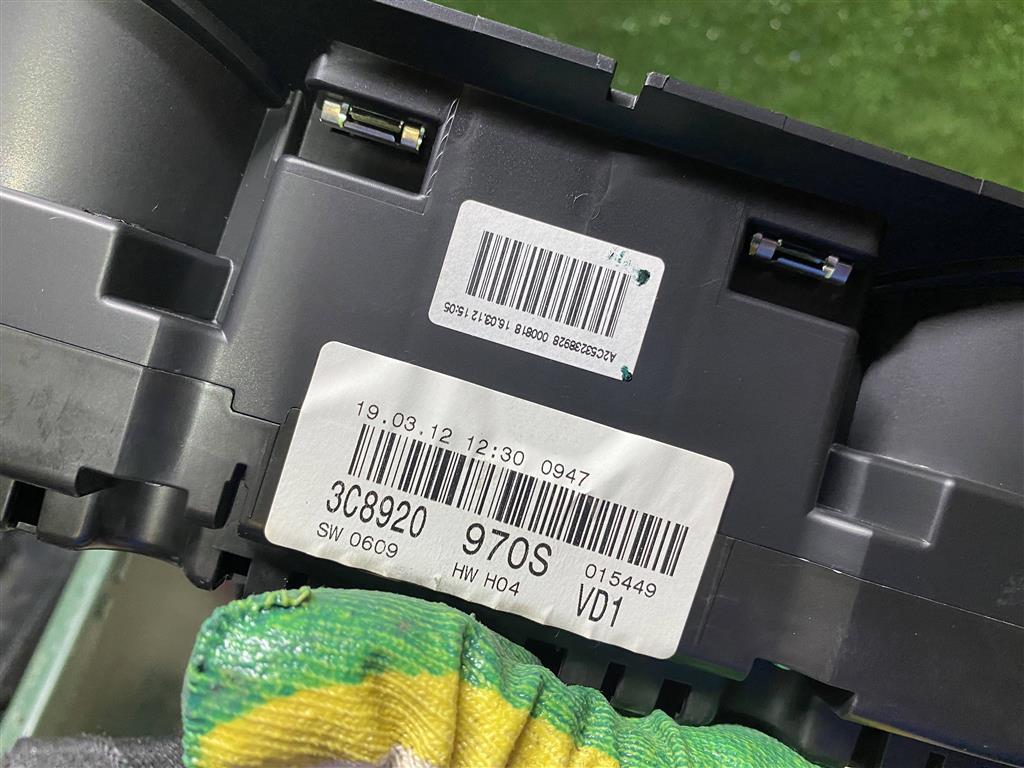 A2C53238928 000818 16.03.12 15:05
19.03.12 12:30 0947
3C8920 970S 015449
SW 0609 HW H04 VD1